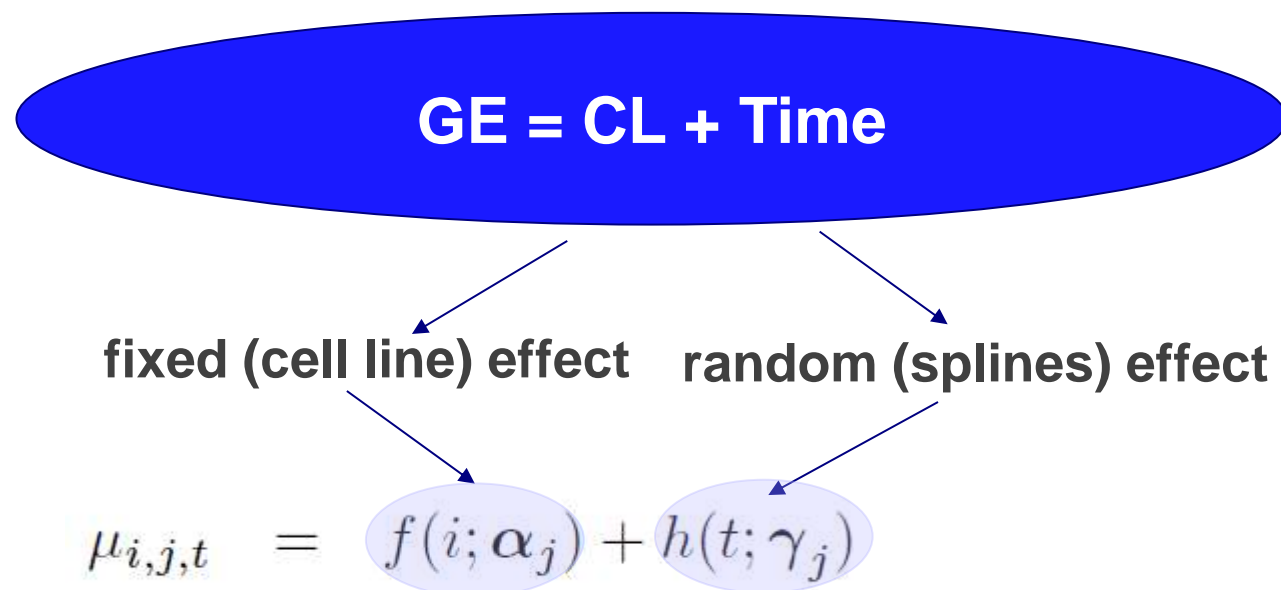 GE = CL + Time
fixed (cell line) effect random (splines) effect
μ_{i,j,t} = f(i; α_j) + h(t; γ_j)